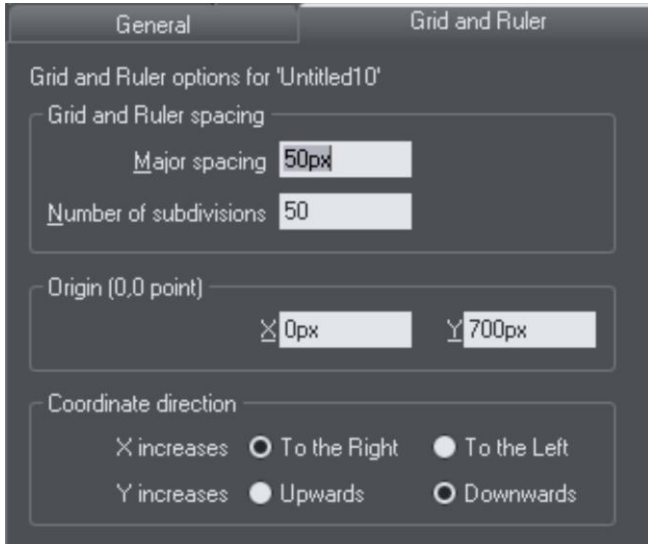 General Grid and Ruler
Grid and Ruler options for 'Untitled10'
Grid and Ruler spacing
Major spacing 50px
Number of subdivisions 50
Origin (0,0 point)
X 0px Y 700px
Coordinate direction
X increases To the Right To the Left
Y increases Upwards Downwards